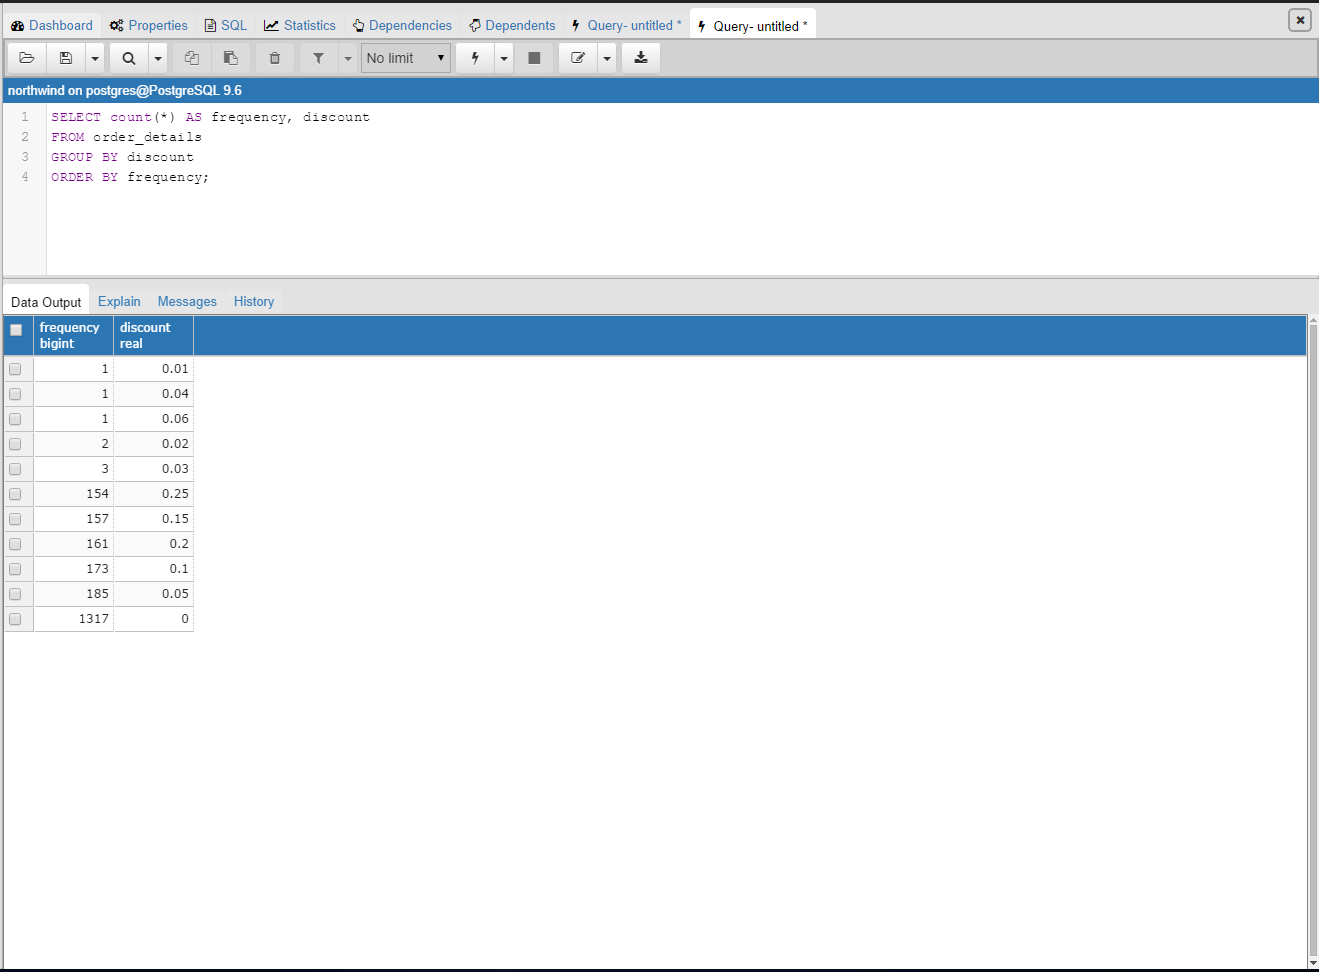 Dashboard Properties SQL Statistics Dependencies Dependents Query- untitled * Query- untitled *
No limit
northwind on postgres@PostgreSQL 9.6
1 SELECT count(*) AS frequency, discount
2 FROM order_details
3 GROUP BY discount
4 ORDER BY frequency;
Data Output Explain Messages History
frequency discount
bigint real
1 0.01
1 0.04
1 0.06
2 0.02
3 0.03
154 0.25
157 0.15
161 0.2
173 0.1
185 0.05
1317 0